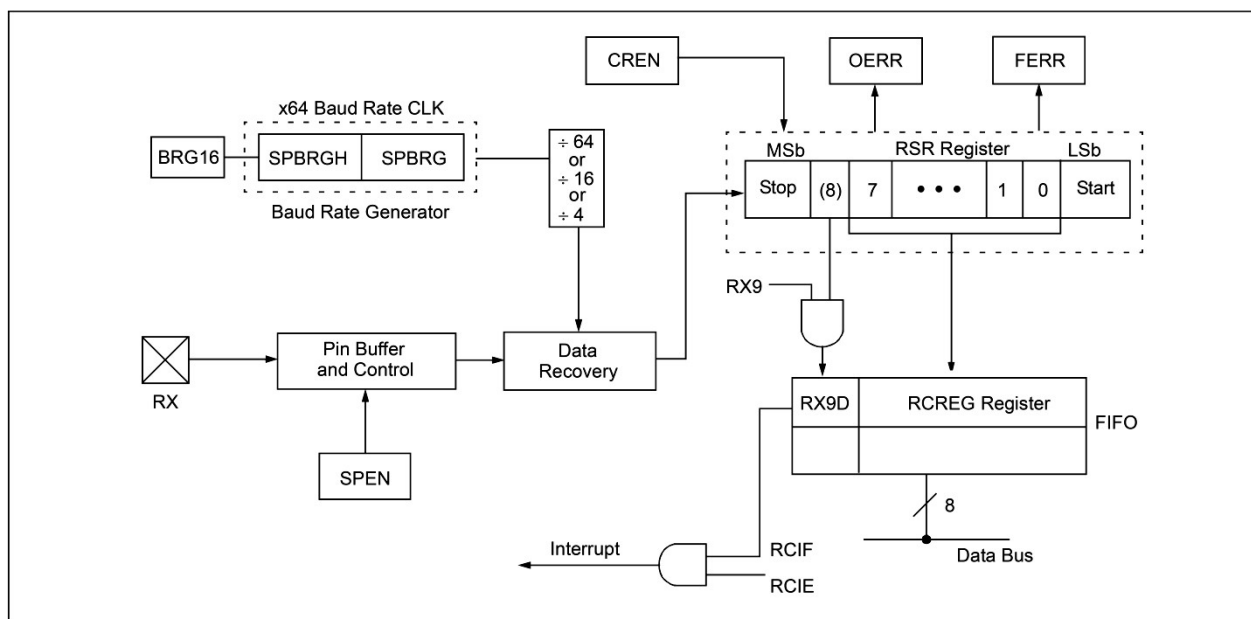 CREN
OERR
FERR
x64 Baud Rate CLK
BRG16
SPBRGH
SPBRG
Baud Rate Generator
÷ 64
or
÷ 16
or
÷ 4
MSb
RSR Register
LSb
Stop
(8)
7
• • •
1
0
Start
RX9
RX
Pin Buffer
and Control
Data
Recovery
SPEN
RX9D
RCREG Register
FIFO
8
Data Bus
Interrupt
RCIF
RCIE